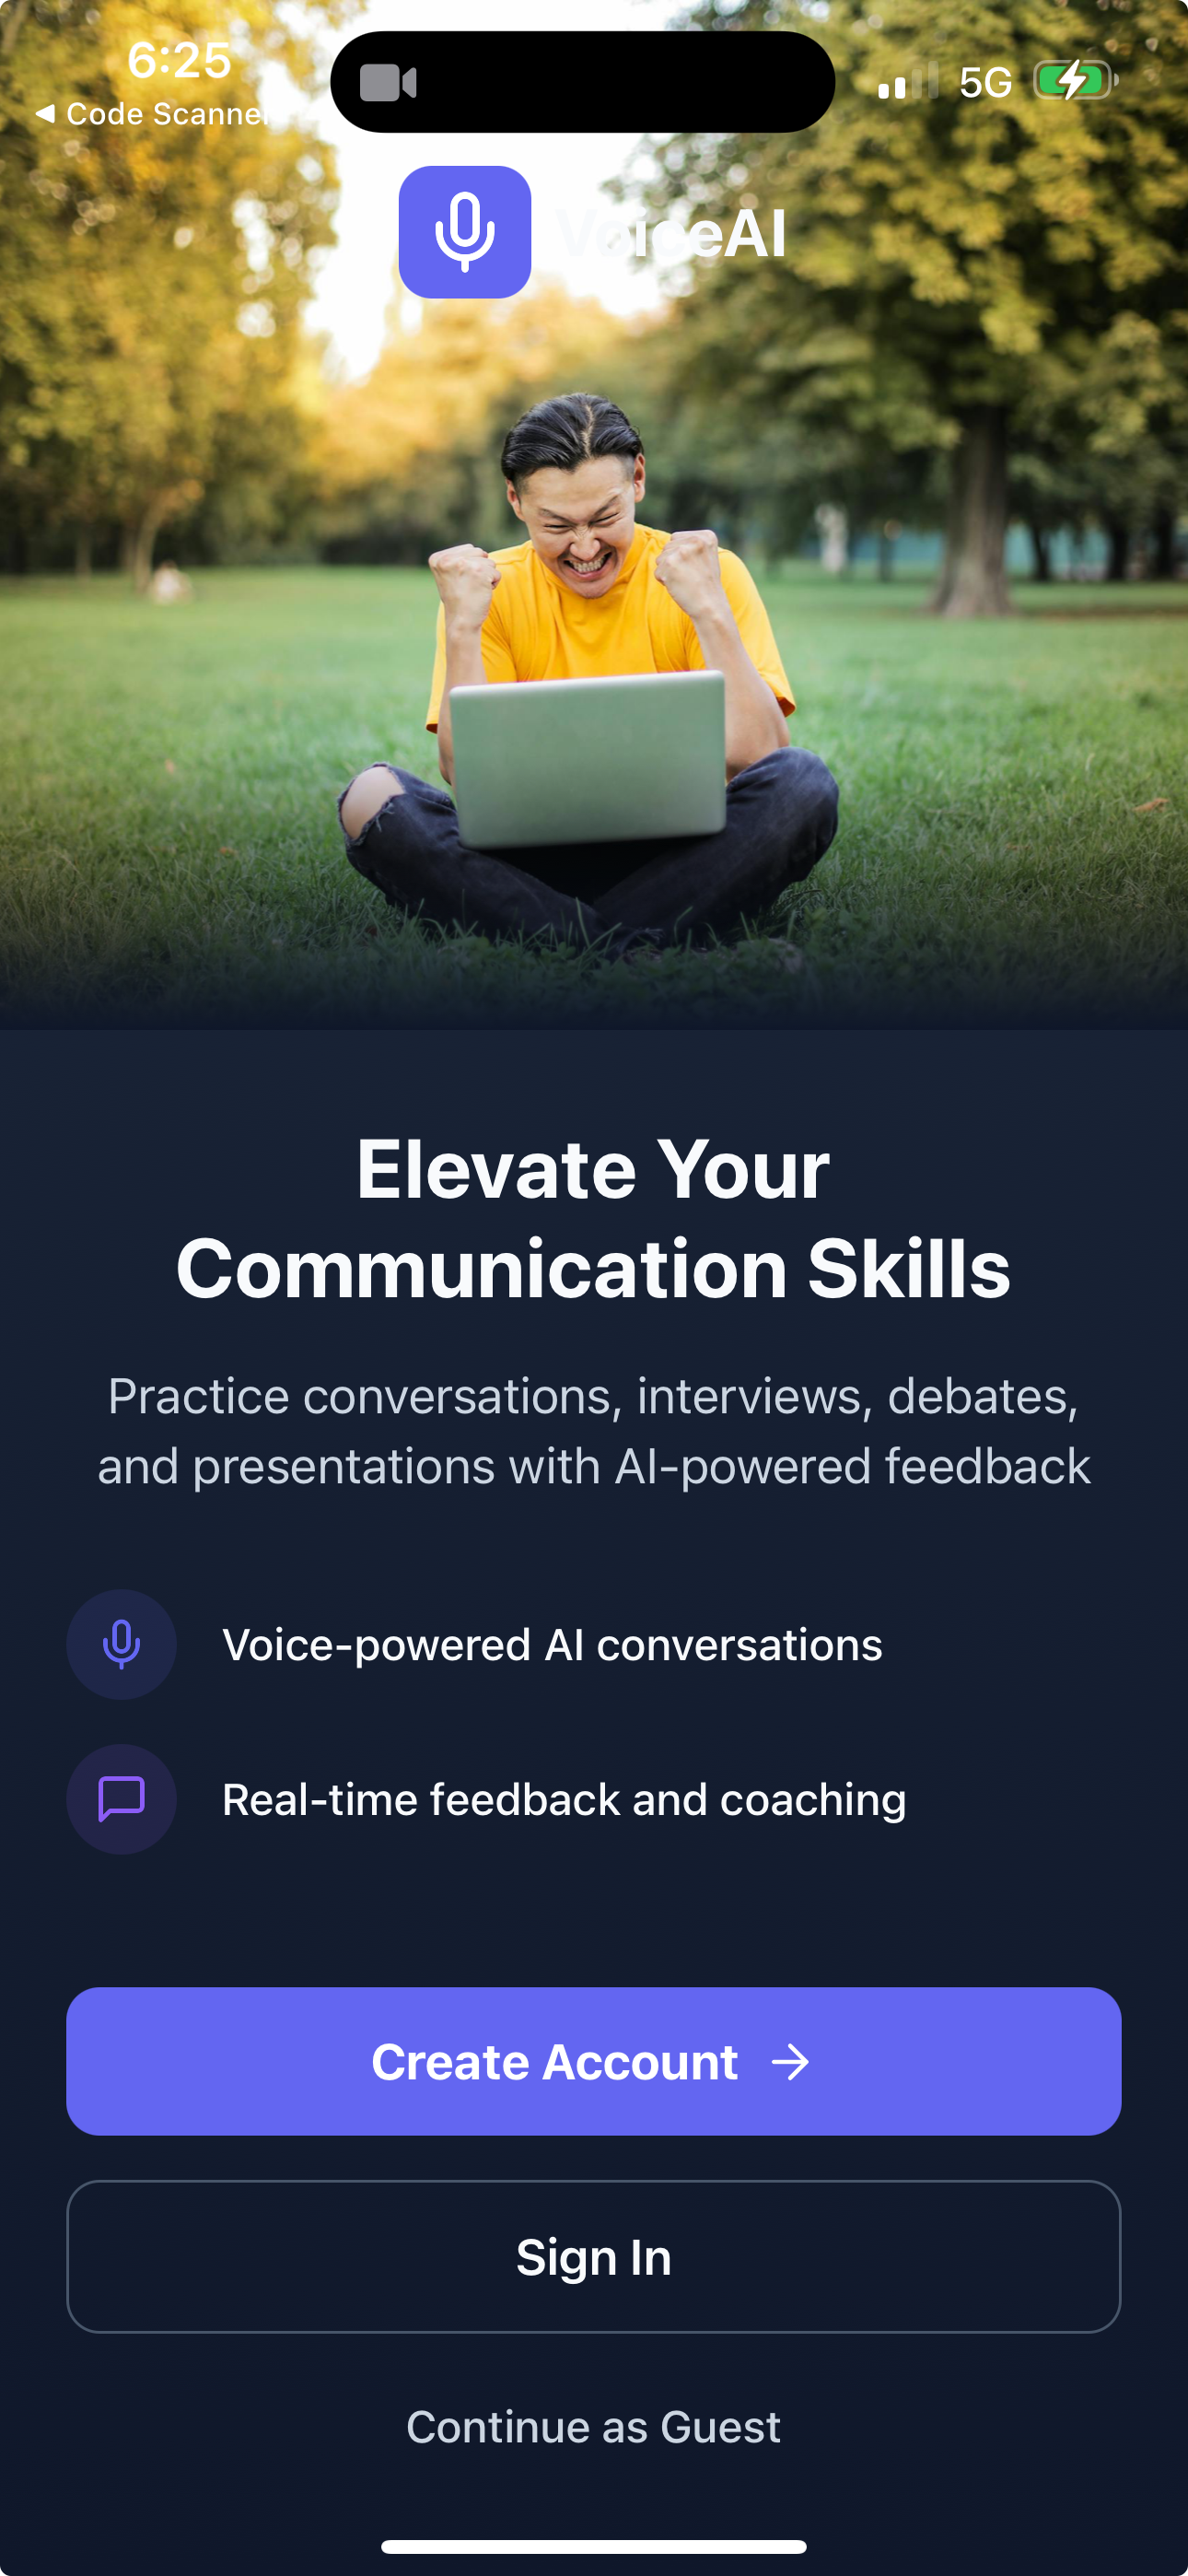 6:25
5G
Code Scanner
VoiceAI
Elevate Your
Communication Skills
Practice conversations, interviews, debates,
and presentations with AI-powered feedback
Voice-powered AI conversations
Real-time feedback and coaching
Create Account
Sign In
Continue as Guest